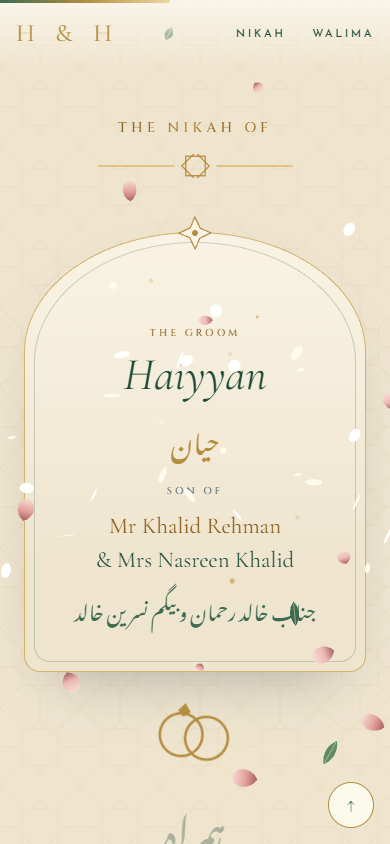 H & H
NIKAH WALIMA
THE NIKAH OF
THE GROOM
Haiyyan
حیان
SON OF
Mr Khalid Rehman
& Mrs Nasreen Khalid
جناب خالد رحمان و بیگم نسرین خالد
ہمراہ